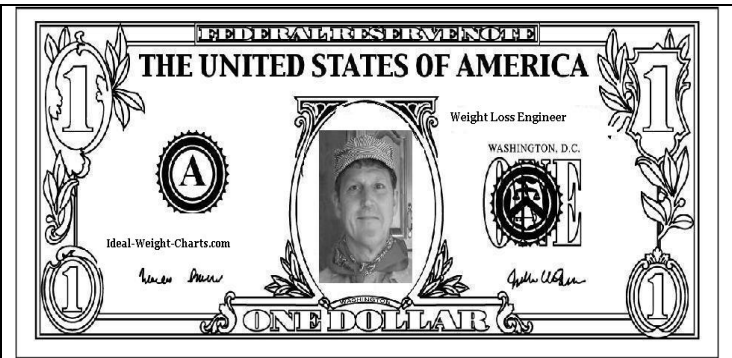 FEDERAL RESERVE NOTE
THE UNITED STATES OF AMERICA
1
1
Weight Loss Engineer
WASHINGTON, D.C.
A
ONE
Ideal-Weight-Charts.com
1
WASHINGTON
1
ONE DOLLAR